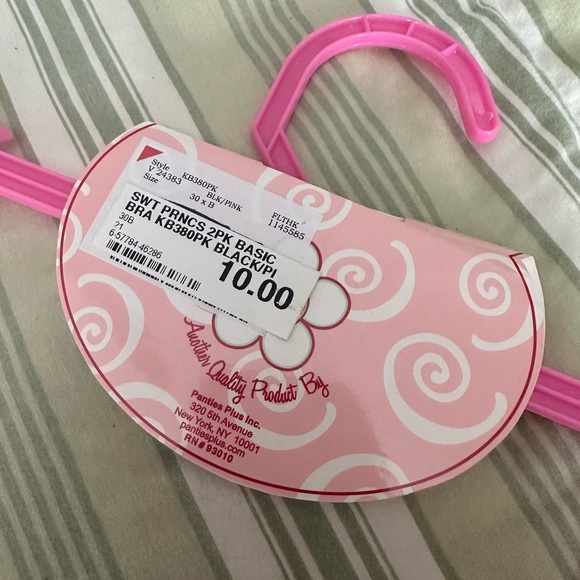 Style KB380PK
V 24383 BLK/PINK FLTHK
Size 30 x B 1145585
SWT PRNCS 2PK BASIC
BRA KB380PK BLACK/PI
30B
21
6-57784-46286
10.00
Another Quality Product By
Panties Plus Inc.
320 5th Avenue
New York, NY 10001
pantiesplus.com
RN # 93010